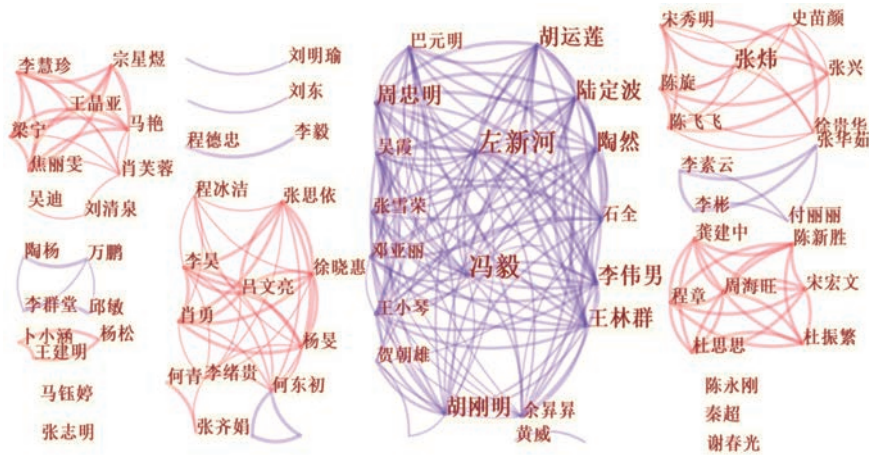 宋秀明
史苗颜
胡运莲
巴元明
宗星煜
刘明瑜
李慧珍
张炜
张兴
陈旋
王晶亚
刘东
周忠明
陆定波
梁宁
马艳
陈飞飞
徐贵华
程德忠
李毅
吴霞
左新河
陶然
张华茹
焦丽雯
肖芙蓉
李素云
程冰洁
张思依
吴迪
刘清泉
张雪荣
石全
李彬
付丽丽
龚建中
陈新胜
陶杨
万鹏
邓亚丽
李昊
徐晓惠
冯毅
李伟男
吕文亮
程章
周海旺
宋宏文
李群堂
邱敏
肖勇
王小琴
王林群
卜小涵
杨松
王建明
杨旻
杜思思
杜振繁
贺朝雄
何青
李绪贵
何东初
马钰婷
陈永刚
胡刚明
余昇昇
秦超
张齐娟
张志明
黄威
谢春光